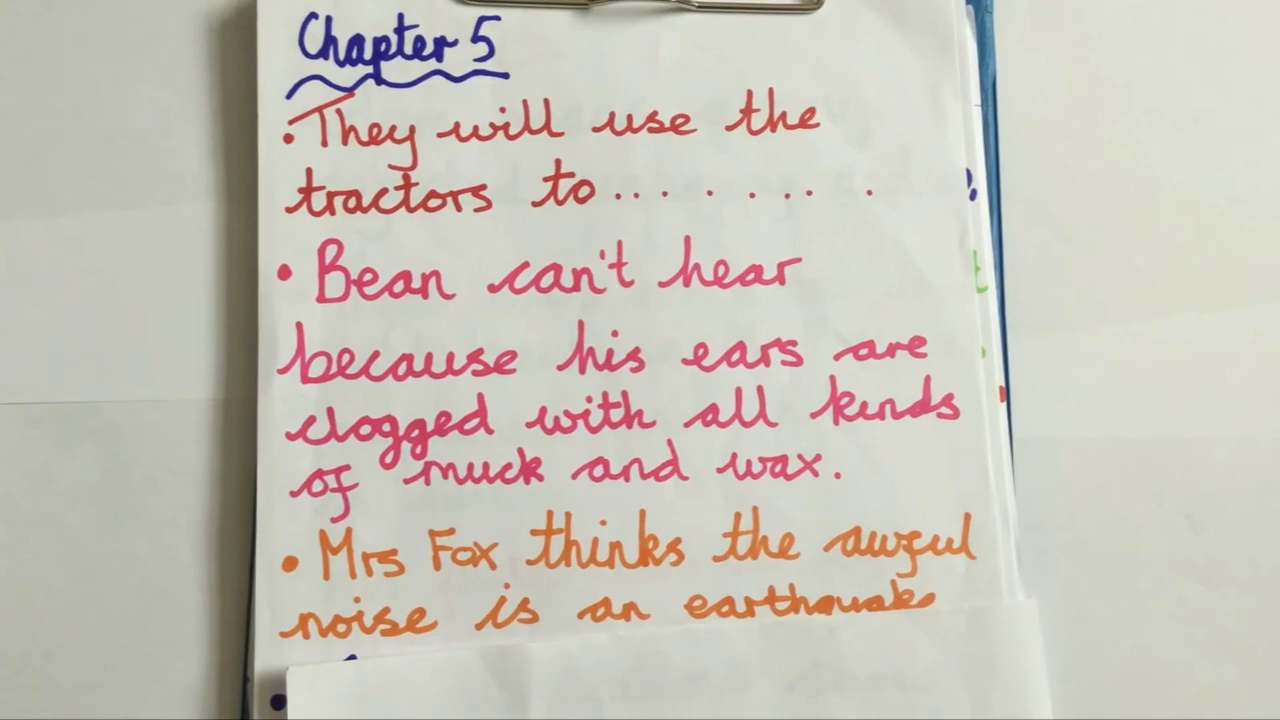 Chapter 5
• They will use the
tractors to.. . . . . . .
• Bean can't hear
because his ears are
clogged with all kinds
of muck and wax.
• Mrs Fox thinks the awful
noise is an earthquake